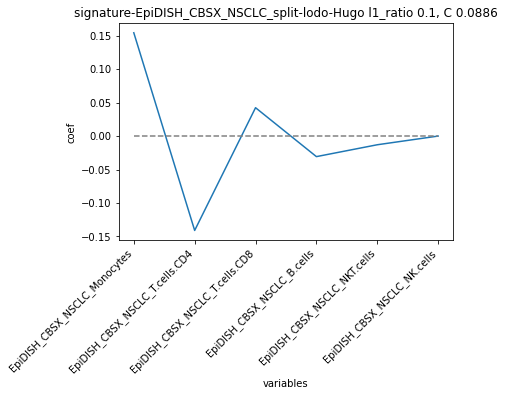 signature-EpiDISH_CBSX_NSCLC_split-lodo-Hugo l1_ratio 0.1, C 0.0886
0.15
0.10
0.05
0.00
−0.05
−0.10
−0.15
coef
EpiDISH_CBSX_NSCLC_Monocytes
EpiDISH_CBSX_NSCLC_T.cells.CD4
EpiDISH_CBSX_NSCLC_T.cells.CD8
EpiDISH_CBSX_NSCLC_B.cells
EpiDISH_CBSX_NSCLC_NKT.cells
EpiDISH_CBSX_NSCLC_NK.cells
variables